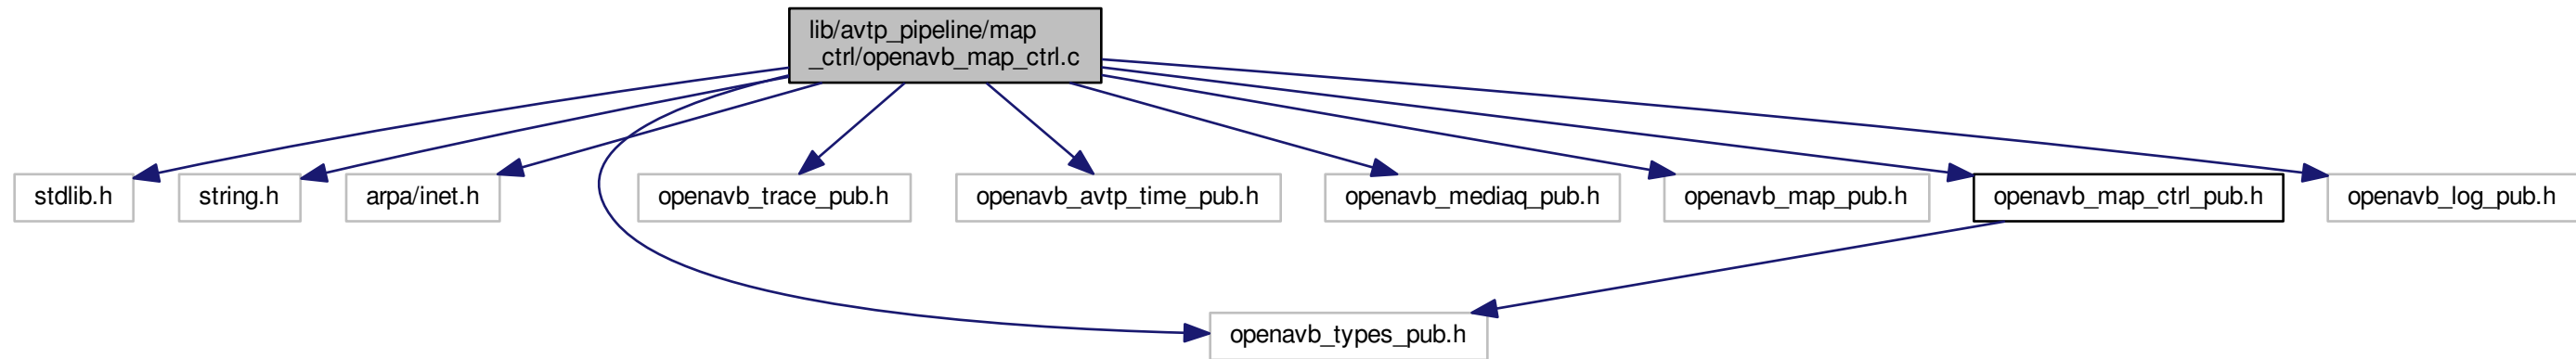 lib/avtp_pipeline/map
_ctrl/openavb_map_ctrl.c
stdlib.h
string.h
arpa/inet.h
openavb_trace_pub.h
openavb_avtp_time_pub.h
openavb_mediaq_pub.h
openavb_map_pub.h
openavb_map_ctrl_pub.h
openavb_log_pub.h
openavb_types_pub.h